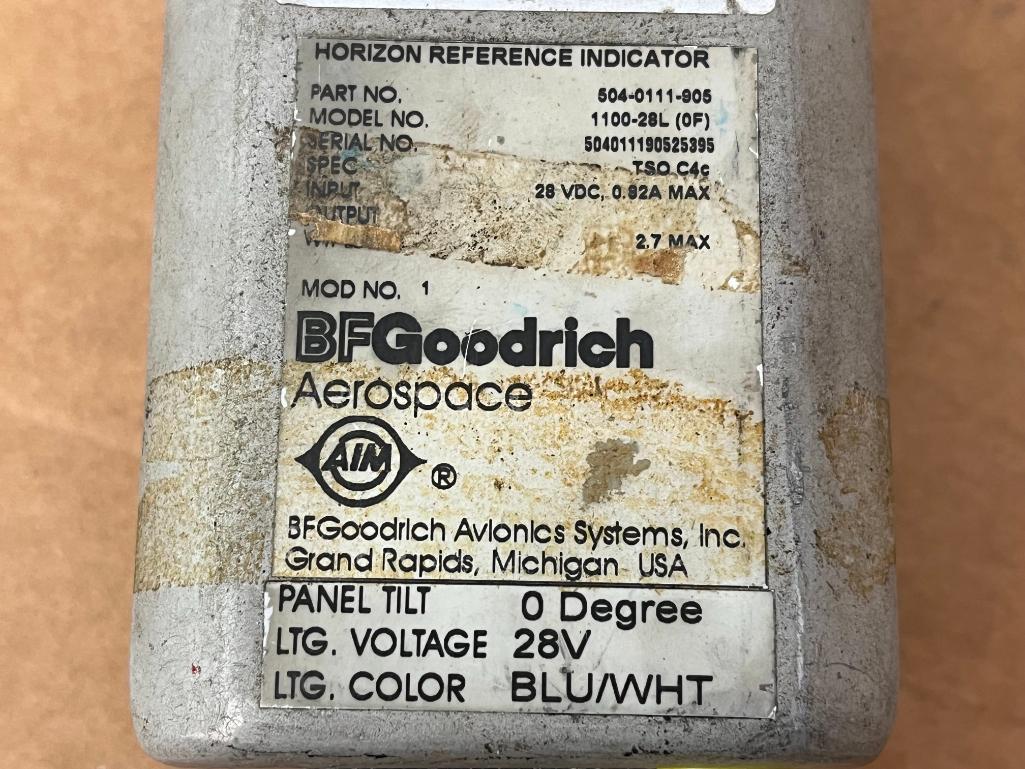 HORIZON REFERENCE INDICATOR
PART NO. 504-0111-905
MODEL NO. 1100-28L (0F)
SERIAL NO. 504011190525395
SPEC TSO C4c
INPUT 28 VDC, 0.92A MAX
OUTPUT
2.7 MAX
MOD NO. 1
BFGoodrich
Aerospace
AIM ®
BFGoodrich Avionics Systems, Inc.
Grand Rapids, Michigan USA
PANEL TILT 0 Degree
LTG. VOLTAGE 28V
LTG. COLOR BLU/WHT